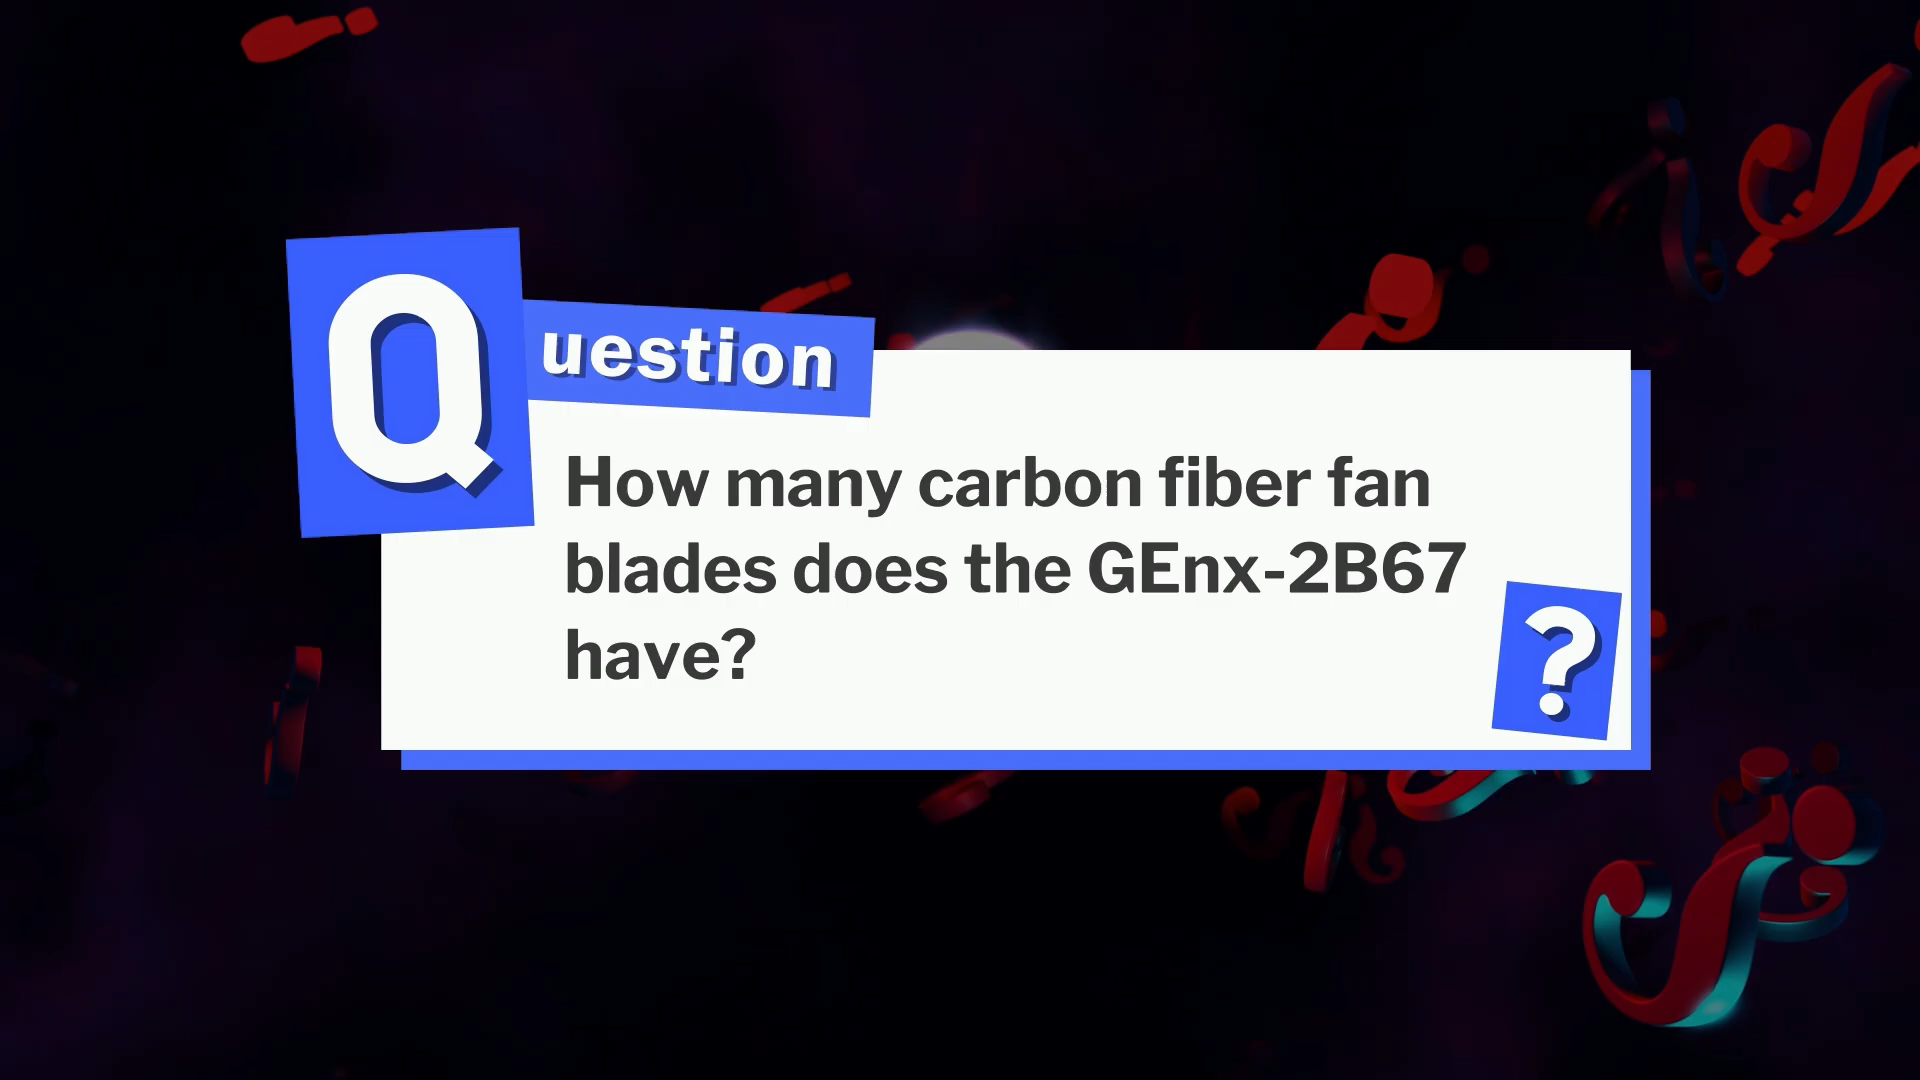 Question
How many carbon fiber fan
blades does the GEnx-2B67
have?
?